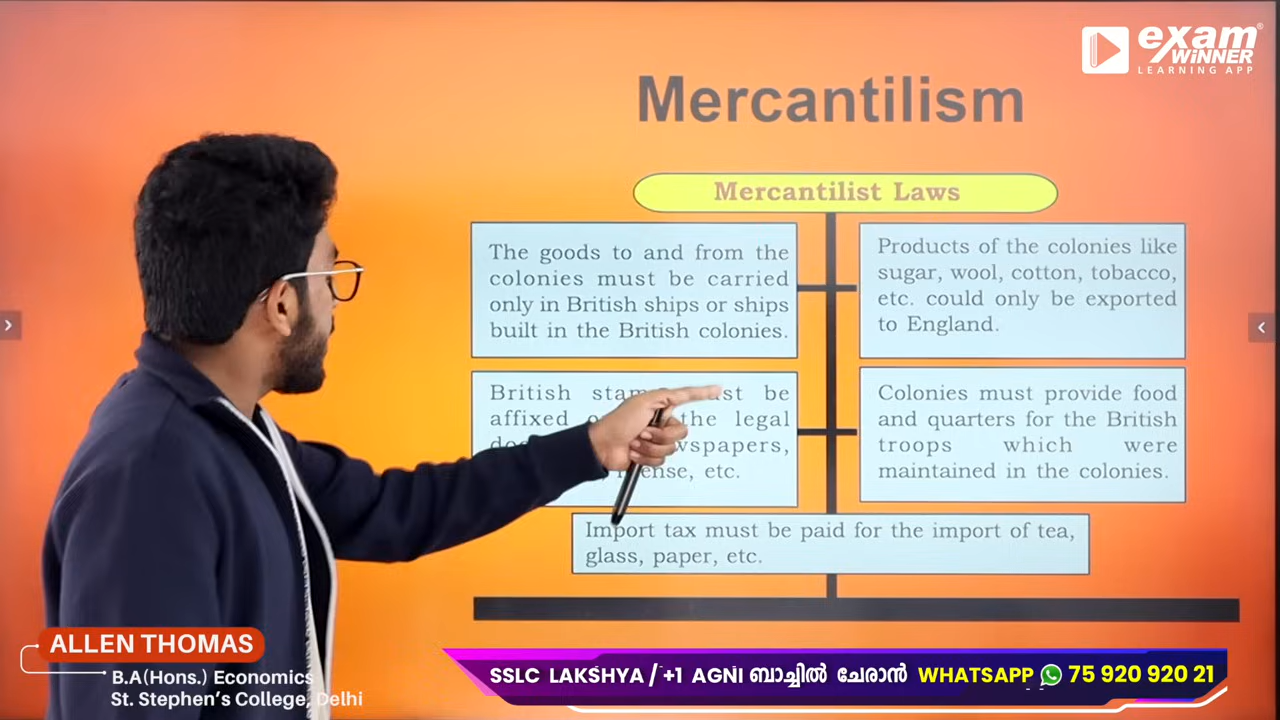 exam
WINNER
LEARNING APP
Mercantilism
Mercantilist Laws
The goods to and from the
colonies must be carried
only in British ships or ships
built in the British colonies.
Products of the colonies like
sugar, wool, cotton, tobacco,
etc. could only be exported
to England.
British be
affixed the legal
etc.
Colonies must provide food
and quarters for the British
troops which were
maintained in the colonies.
Import tax must be paid for the import of tea,
glass, paper, etc.
ALLEN THOMAS
B.A(Hons.) Economics
St. Stephen's College, Delhi
SSLC LAKSHYA / +1 AGNI ബാച്ചിൽ ചേരാൻ WHATSAPP 75 920 920 21